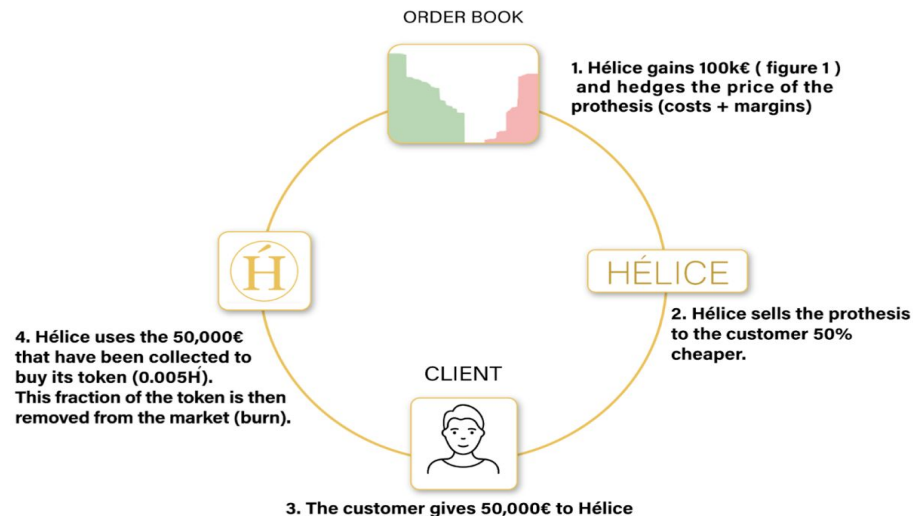 ORDER BOOK
1. Hélice gains 100k€ ( figure 1 )
and hedges the price of the
prothesis (costs + margins)
H́
HÉLICE
2. Hélice sells the prothesis
to the customer 50%
cheaper.
4. Hélice uses the 50,000€
that have been collected to
buy its token (0.005H́).
This fraction of the token is then
removed from the market (burn).
CLIENT
3. The customer gives 50,000€ to Hélice